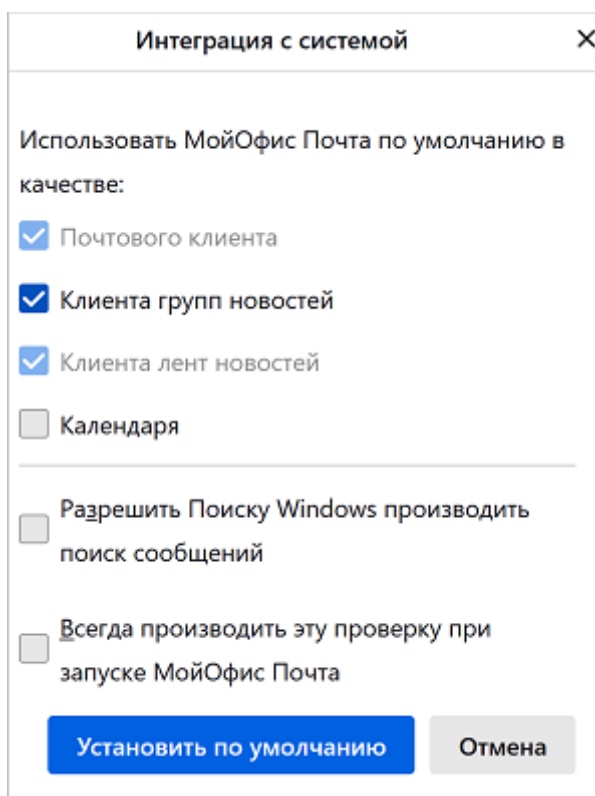 Интеграция с системой
Использовать МойОфис Почта по умолчанию в
качестве:
Почтового клиента
Клиента групп новостей
Клиента лент новостей
Календаря
Разрешить Поиску Windows производить
поиск сообщений
Всегда производить эту проверку при
запуске МойОфис Почта
Установить по умолчанию
Отмена